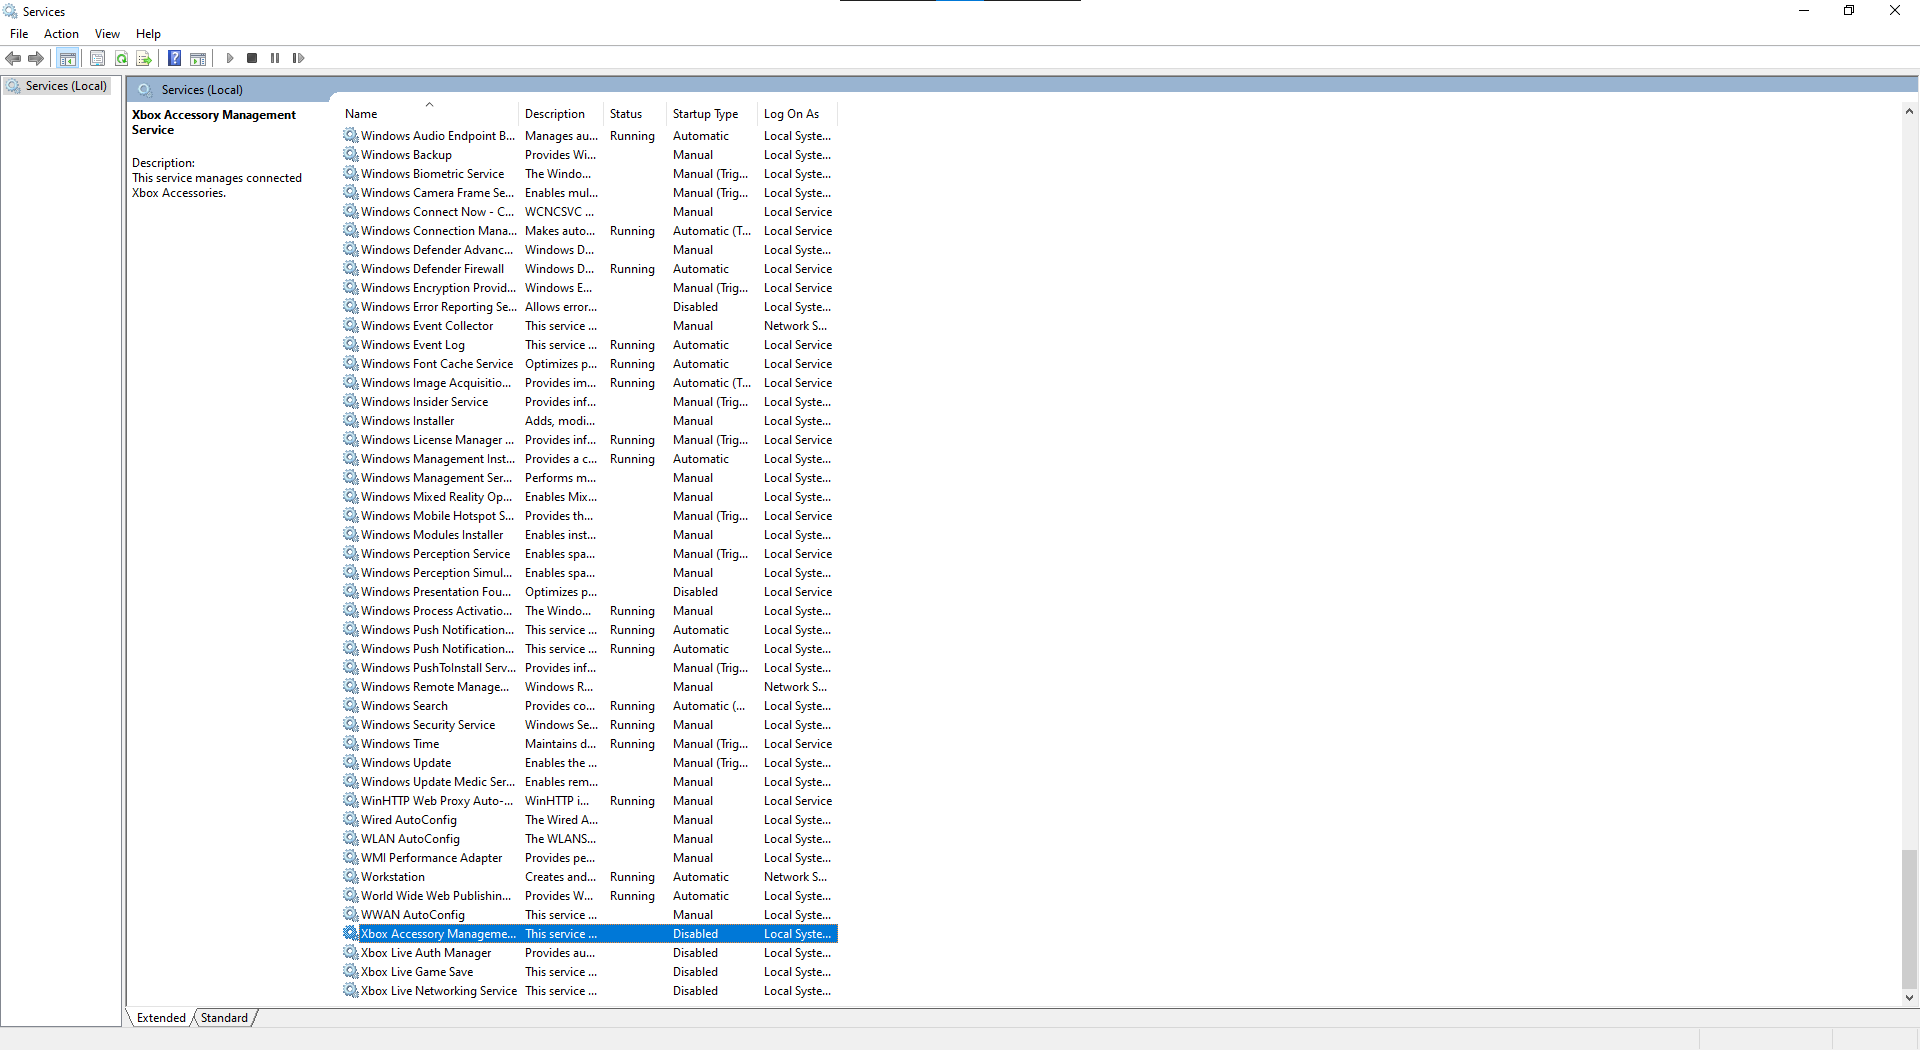 Services
File Action View Help
Services (Local)
Services (Local)
Xbox Accessory Management
Service
Description:
This service manages connected
Xbox Accessories.
Name Description Status Startup Type Log On As
Windows Audio Endpoint B... Manages au... Running Automatic Local Syste...
Windows Backup Provides Wi... Manual Local Syste...
Windows Biometric Service The Windo... Manual (Trig... Local Syste...
Windows Camera Frame Se... Enables mul... Manual (Trig... Local Syste...
Windows Connect Now - C... WCNCSVC ... Manual Local Service
Windows Connection Mana... Makes auto... Running Automatic (T... Local Service
Windows Defender Advanc... Windows D... Manual Local Syste...
Windows Defender Firewall Windows D... Running Automatic Local Service
Windows Encryption Provid... Windows E... Manual (Trig... Local Service
Windows Error Reporting Se... Allows error... Disabled Local Syste...
Windows Event Collector This service ... Manual Network S...
Windows Event Log This service ... Running Automatic Local Service
Windows Font Cache Service Optimizes p... Running Automatic Local Service
Windows Image Acquisitio... Provides im... Running Automatic (T... Local Service
Windows Insider Service Provides inf... Manual (Trig... Local Syste...
Windows Installer Adds, modi... Manual Local Syste...
Windows License Manager ... Provides inf... Running Manual (Trig... Local Service
Windows Management Inst... Provides a c... Running Automatic Local Syste...
Windows Management Ser... Performs m... Manual Local Syste...
Windows Mixed Reality Op... Enables Mix... Manual Local Syste...
Windows Mobile Hotspot S... Provides th... Manual (Trig... Local Service
Windows Modules Installer Enables inst... Manual Local Syste...
Windows Perception Service Enables spa... Manual (Trig... Local Service
Windows Perception Simul... Enables spa... Manual Local Syste...
Windows Presentation Fou... Optimizes p... Disabled Local Service
Windows Process Activatio... The Windo... Running Manual Local Syste...
Windows Push Notification... This service ... Running Automatic Local Syste...
Windows Push Notification... This service ... Running Automatic Local Syste...
Windows PushToInstall Serv... Provides inf... Manual (Trig... Local Syste...
Windows Remote Manage... Windows R... Manual Network S...
Windows Search Provides co... Running Automatic (... Local Syste...
Windows Security Service Windows Se... Running Manual Local Syste...
Windows Time Maintains d... Running Manual (Trig... Local Service
Windows Update Enables the ... Manual (Trig... Local Syste...
Windows Update Medic Ser... Enables rem... Manual Local Syste...
WinHTTP Web Proxy Auto-... WinHTTP i... Running Manual Local Service
Wired AutoConfig The Wired A... Manual Local Syste...
WLAN AutoConfig The WLANS... Manual Local Syste...
WMI Performance Adapter Provides pe... Manual Local Syste...
Workstation Creates and... Running Automatic Network S...
World Wide Web Publishin... Provides W... Running Automatic Local Syste...
WWAN AutoConfig This service ... Manual Local Syste...
Xbox Accessory Manageme... This service ... Disabled Local Syste...
Xbox Live Auth Manager Provides au... Disabled Local Syste...
Xbox Live Game Save This service ... Disabled Local Syste...
Xbox Live Networking Service This service ... Disabled Local Syste...
Extended Standard